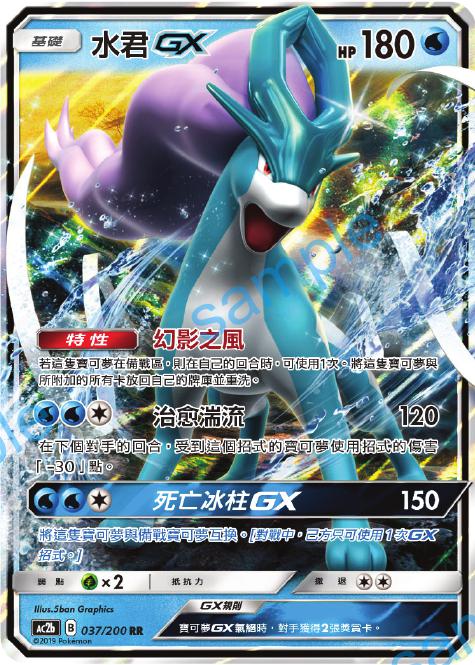 基礎 水君GX HP 180
sample
特性 幻影之風
若這隻寶可夢在備戰區,則在自己的回合時,可使用1次。將這隻寶可夢與
所附加的所有卡放回自己的牌庫並重洗。
治愈湍流 120
在下個對手的回合,受到這個招式的寶可夢使用招式的傷害
「-30」點。
死亡冰柱GX 150
將這隻寶可夢與備戰寶可夢互換。[對戰中,己方只可使用1次GX
招式。]
弱點 ×2 抵抗力 撤退
Illus.5ban Graphics
GX規則
AC2b B 037/200 RR
寶可夢GX氣絕時,對手獲得2張獎賞卡。
©2019 Pokémon